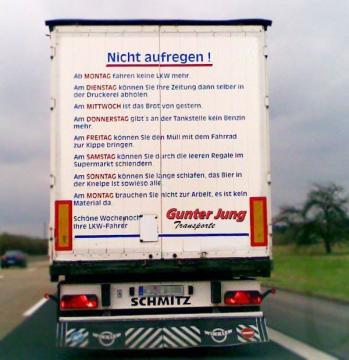 Nicht aufregen !
Ab MONTAG fahren keine LKW mehr.
Am DIENSTAG können Sie Ihre Zeitung dann selber in
der Druckerei abholen.
Am MITTWOCH ist das Brot von gestern.
Am DONNERSTAG gibt´s an der Tankstelle kein Benzin
mehr.
Am FREITAG können Sie den Müll mit dem Fahrrad
zur Kippe bringen.
Am SAMSTAG können Sie durch die leeren Regale im
Supermarkt schlendern.
Am SONNTAG können Sie lange schlafen, das Bier in
der Kneipe ist sowieso alle.
Am MONTAG brauchen Sie nicht zur Arbeit, es ist kein
Material da.
Schöne Wochenoch
Ihre LKW-Fahrer
Gunter Jung
Transporte
SCHMITZ